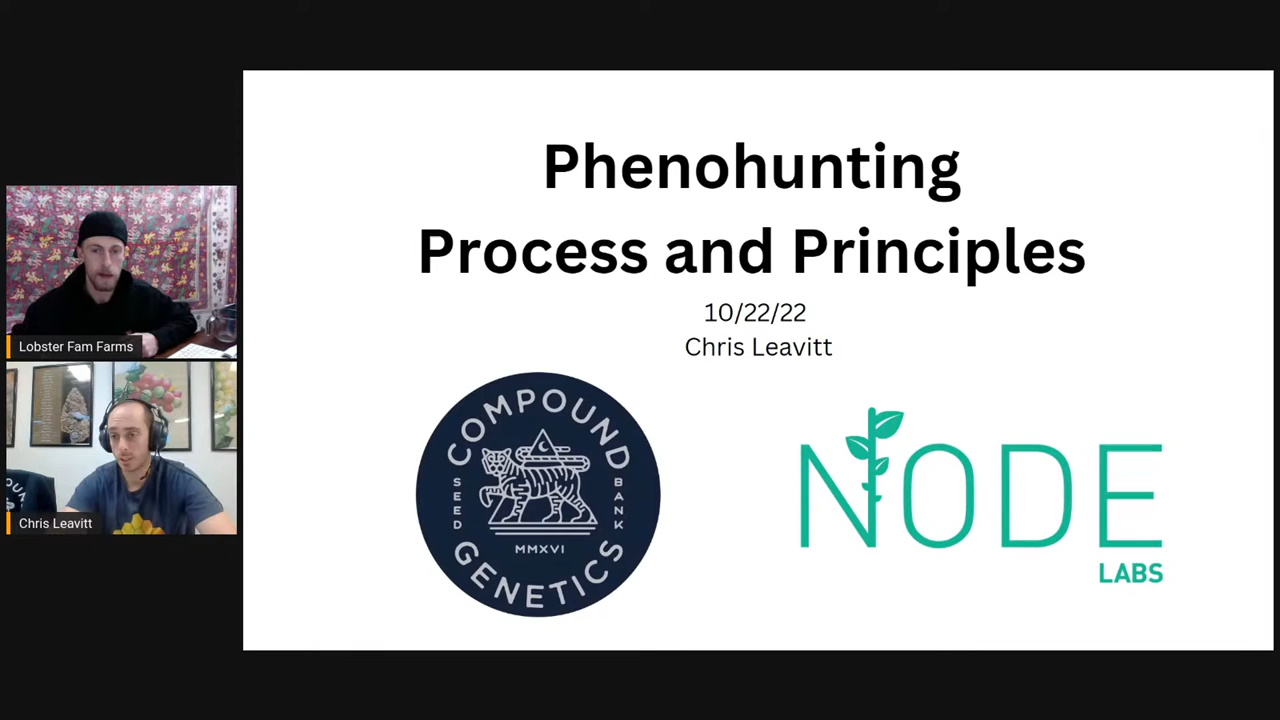 Phenohunting
Process and Principles
10/22/22
Chris Leavitt
COMPOUND
SEED
BANK
MMXVI
GENETICS
NODE
LABS
Lobster Fam Farms
Chris Leavitt